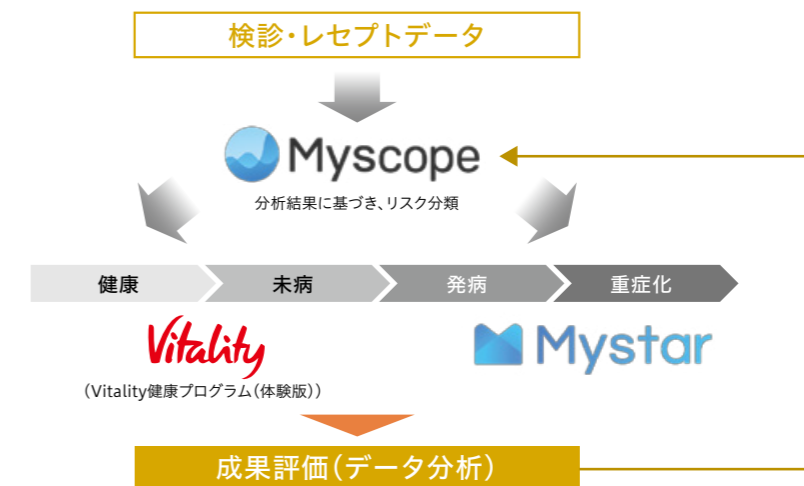 検診・レセプトデータ
Myscope
分析結果に基づき、リスク分類
健康
未病
発病
重症化
Vitality
Mystar
（Vitality健康プログラム（体験版））
成果評価（データ分析）